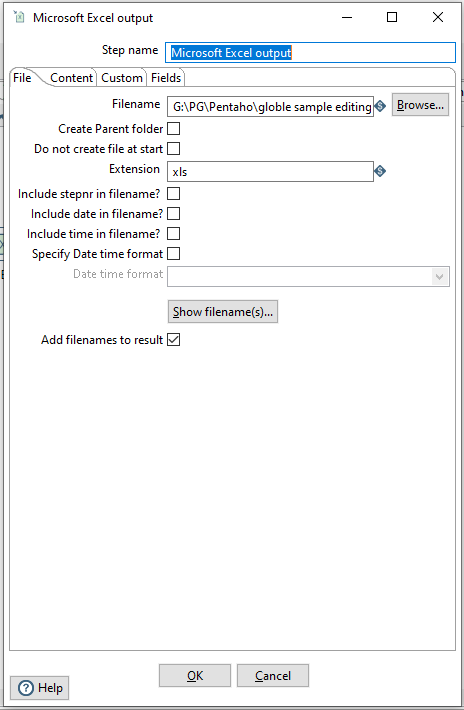 Microsoft Excel output
Step name Microsoft Excel output
File Content Custom Fields
Filename G:\PG\Pentaho\globle sample editing Browse...
Create Parent folder
Do not create file at start
Extension xls
Include stepnr in filename?
Include date in filename?
Include time in filename?
Specify Date time format
Date time format
Show filename(s)...
Add filenames to result
OK Cancel
Help